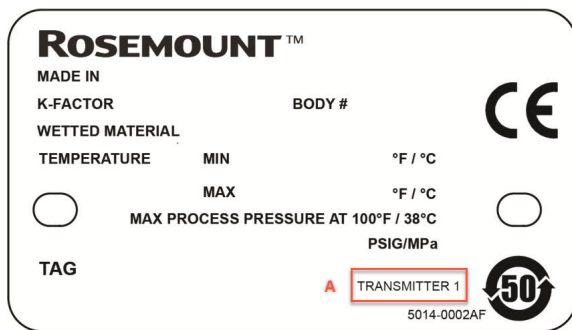 ROSEMOUNT™
MADE IN
K-FACTOR BODY #
WETTED MATERIAL
TEMPERATURE MIN °F / °C
MAX °F / °C
MAX PROCESS PRESSURE AT 100°F / 38°C
PSIG/MPa
TAG
A TRANSMITTER 1
50
5014-0002AF
CE